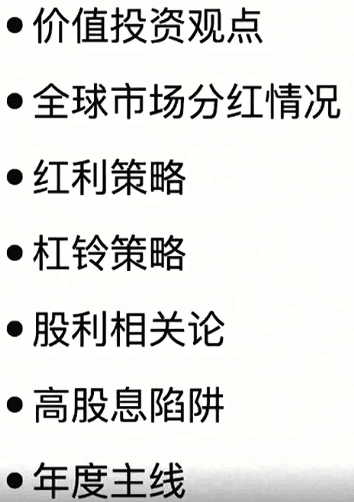 • 价值投资观点
• 全球市场分红情况
• 红利策略
• 杠铃策略
• 股利相关论
• 高股息陷阱
• 年度主线